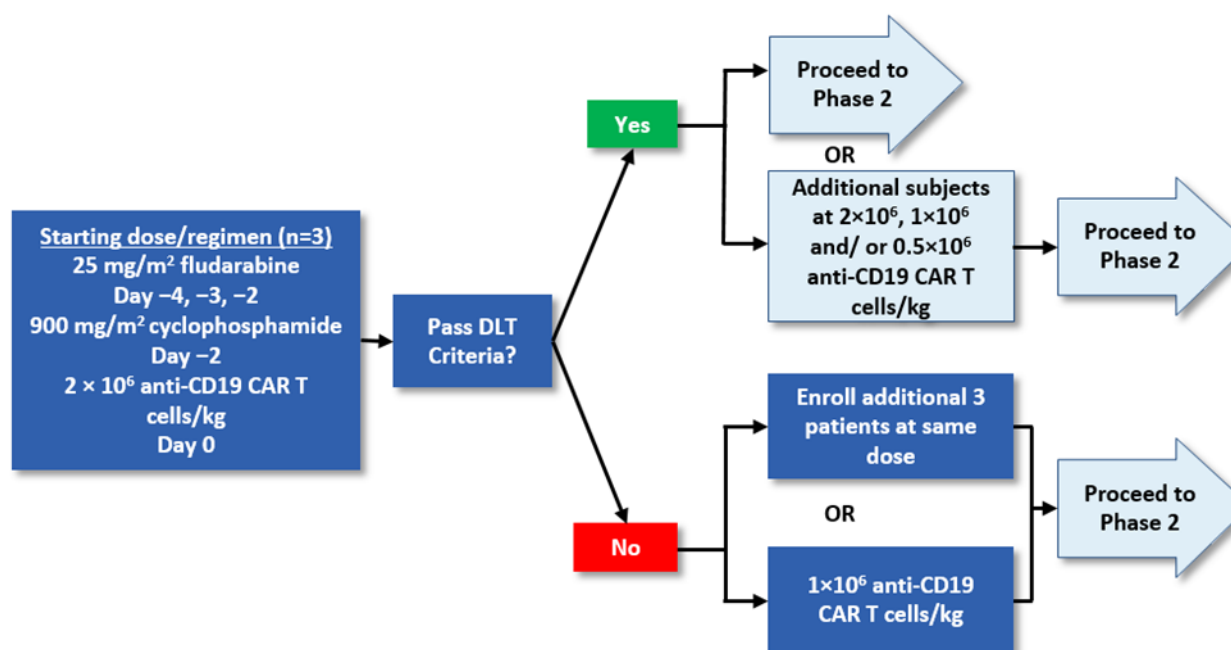 Starting dose/regimen (n=3)
25 mg/m² fludarabine
Day −4, −3, −2
900 mg/m² cyclophosphamide
Day −2
2 × 10⁶ anti-CD19 CAR T
cells/kg
Day 0
Pass DLT
Criteria?
Yes
Proceed to
Phase 2
OR
Additional subjects
at 2×10⁶, 1×10⁶
and/ or 0.5×10⁶
anti-CD19 CAR T
cells/kg
Proceed to
Phase 2
No
Enroll additional 3
patients at same
dose
OR
1×10⁶ anti-CD19
CAR T cells/kg
Proceed to
Phase 2